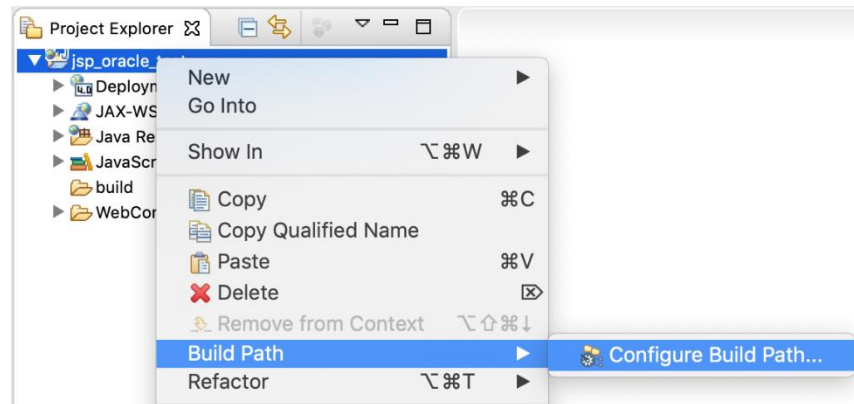 Project Explorer
jsp_oracle_
Deployn
JAX-WS
Java Re
JavaScr
build
WebCor
New
Go Into
Show In ⌥⌘W
Copy ⌘C
Copy Qualified Name
Paste ⌘V
Delete ⌦
Remove from Context ⌥⇧⌘↓
Build Path
Configure Build Path...
Refactor ⌥⌘T